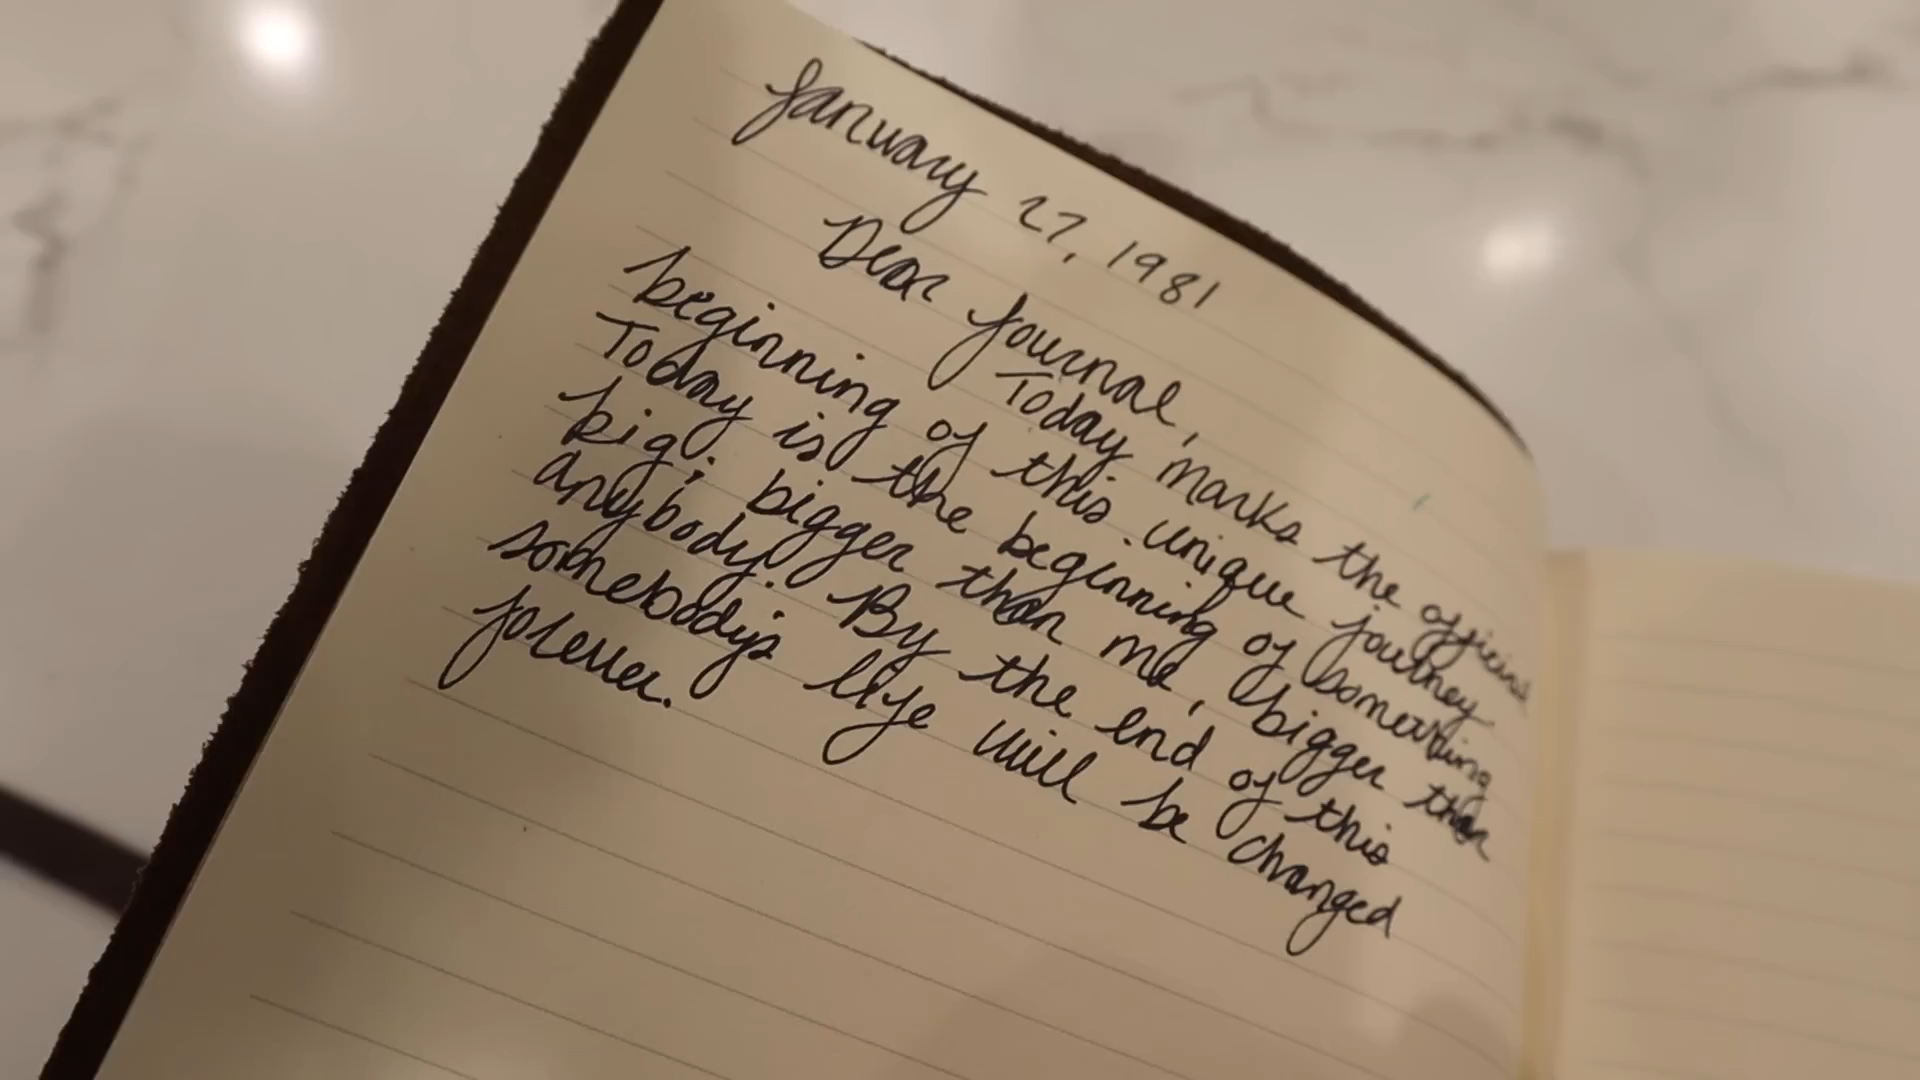 January 27, 1981
Dear Journal,
Today marks the official
beginning of this unique journey.
Today is the beginning of something
big; bigger than me, bigger than
anybody. By the end of this
somebody's life will be changed
forever.